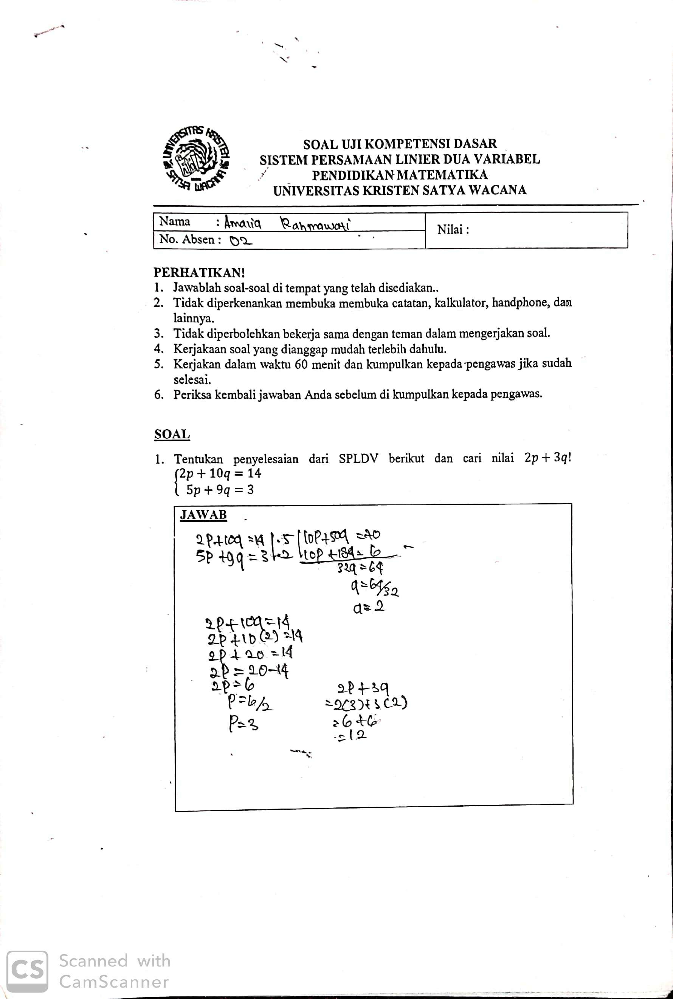 UNIVERSITAS KRISTEN
SATYA WACANA
SOAL UJI KOMPETENSI DASAR
SISTEM PERSAMAAN LINIER DUA VARIABEL
PENDIDIKAN MATEMATIKA
UNIVERSITAS KRISTEN SATYA WACANA
Nama : Amaria Rahmawati
Nilai :
No. Absen : 02
PERHATIKAN!
1. Jawablah soal-soal di tempat yang telah disediakan..
2. Tidak diperkenankan membuka membuka catatan, kalkulator, handphone, dan
lainnya.
3. Tidak diperbolehkan bekerja sama dengan teman dalam mengerjakan soal.
4. Kerjakaan soal yang dianggap mudah terlebih dahulu.
5. Kerjakan dalam waktu 60 menit dan kumpulkan kepada pengawas jika sudah
selesai.
6. Periksa kembali jawaban Anda sebelum di kumpulkan kepada pengawas.
SOAL
1. Tentukan penyelesaian dari SPLDV berikut dan cari nilai 2p + 3q!
{2p + 10q = 14
5p + 9q = 3
JAWAB
2p+10q =14 |.5| 10p+50q =70
5p +9q = 3 |.2| 10p +18q = 6 -
32q = 64
q = 64/32
q = 2
2p + 10q = 14
2p + 10 (2) = 14
2p + 20 = 14
2p = 20-14
2p = 6
p = 6/2
p = 3
2p + 3q
= 2(3) + 3 (2)
= 6 + 6
= 12
CS Scanned with
CamScanner